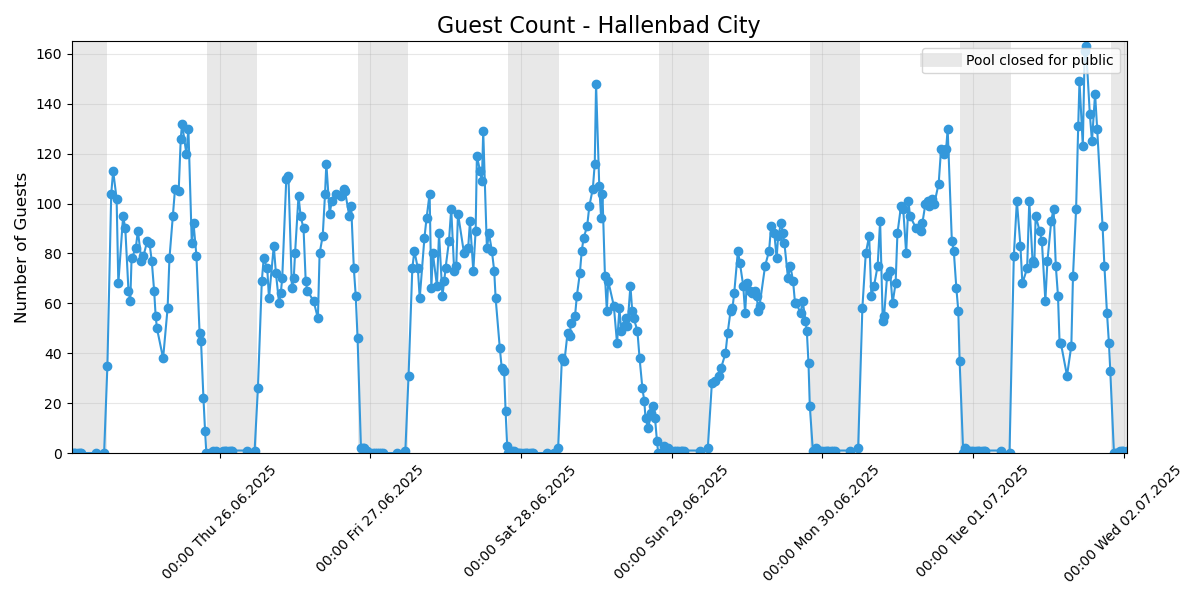 Guest Count - Hallenbad City
Pool closed for public
Number of Guests
160
140
120
100
80
60
40
20
0
00:00 Thu 26.06.2025
00:00 Fri 27.06.2025
00:00 Sat 28.06.2025
00:00 Sun 29.06.2025
00:00 Mon 30.06.2025
00:00 Tue 01.07.2025
00:00 Wed 02.07.2025